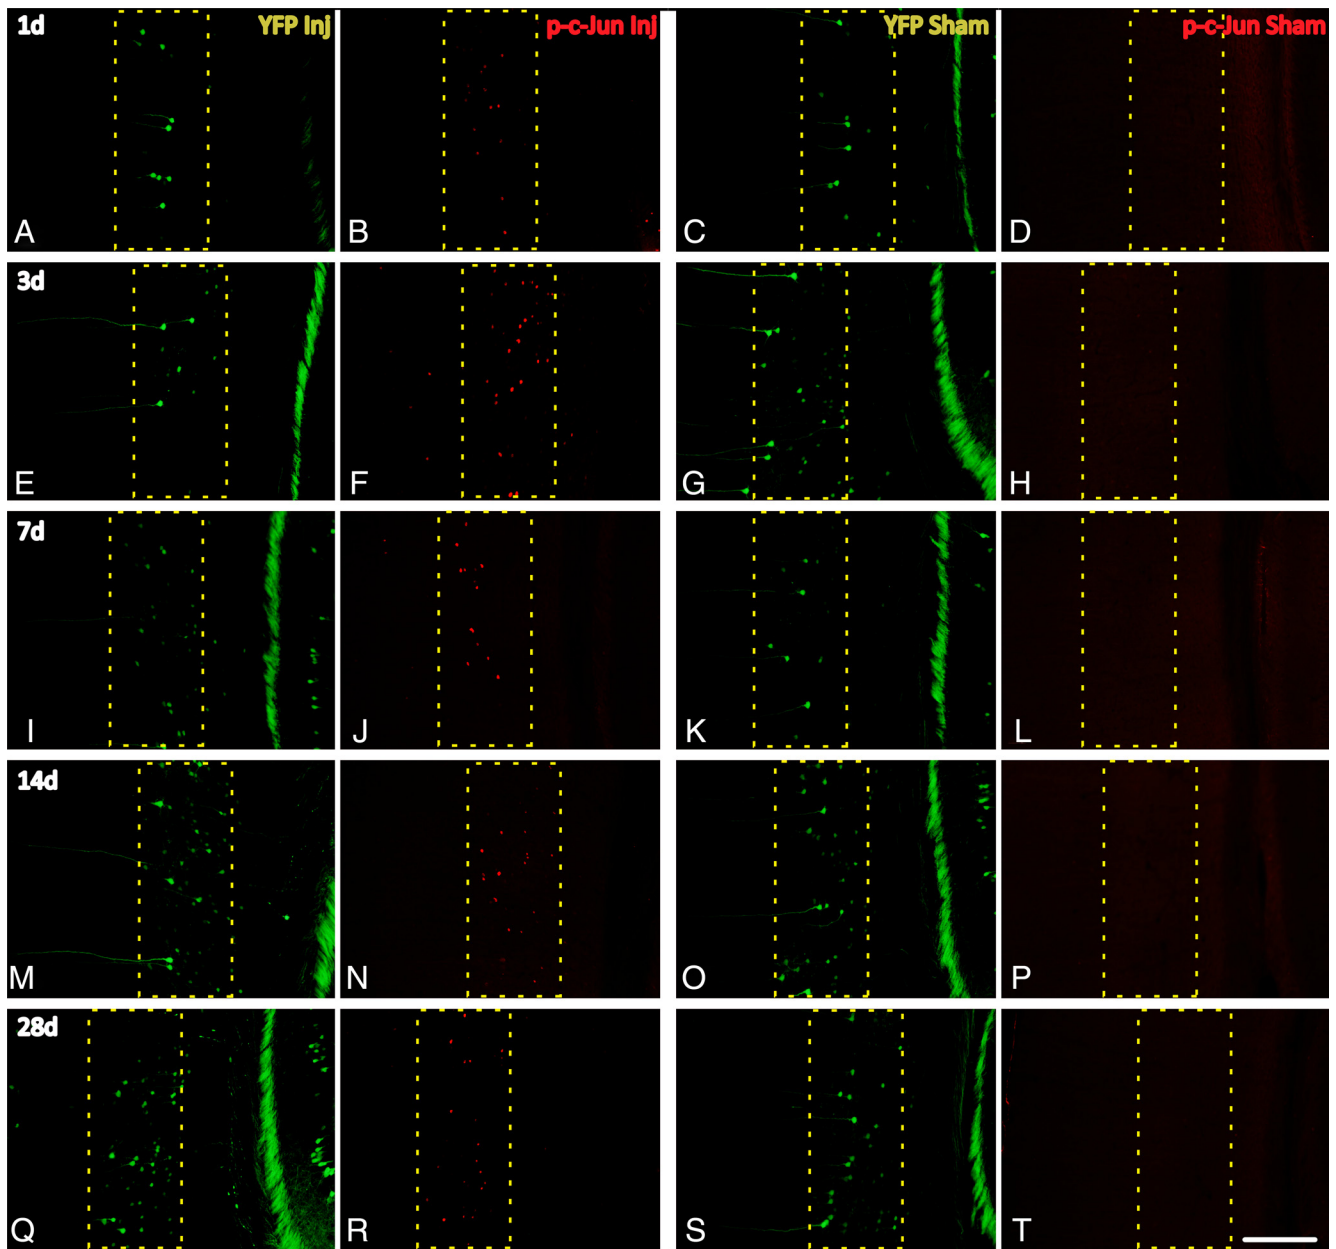 1d YFP Inj p-c-Jun Inj YFP Sham p-c-Jun Sham
A B C D
3d
E F G H
7d
I J K L
14d
M N O P
28d
Q R S T